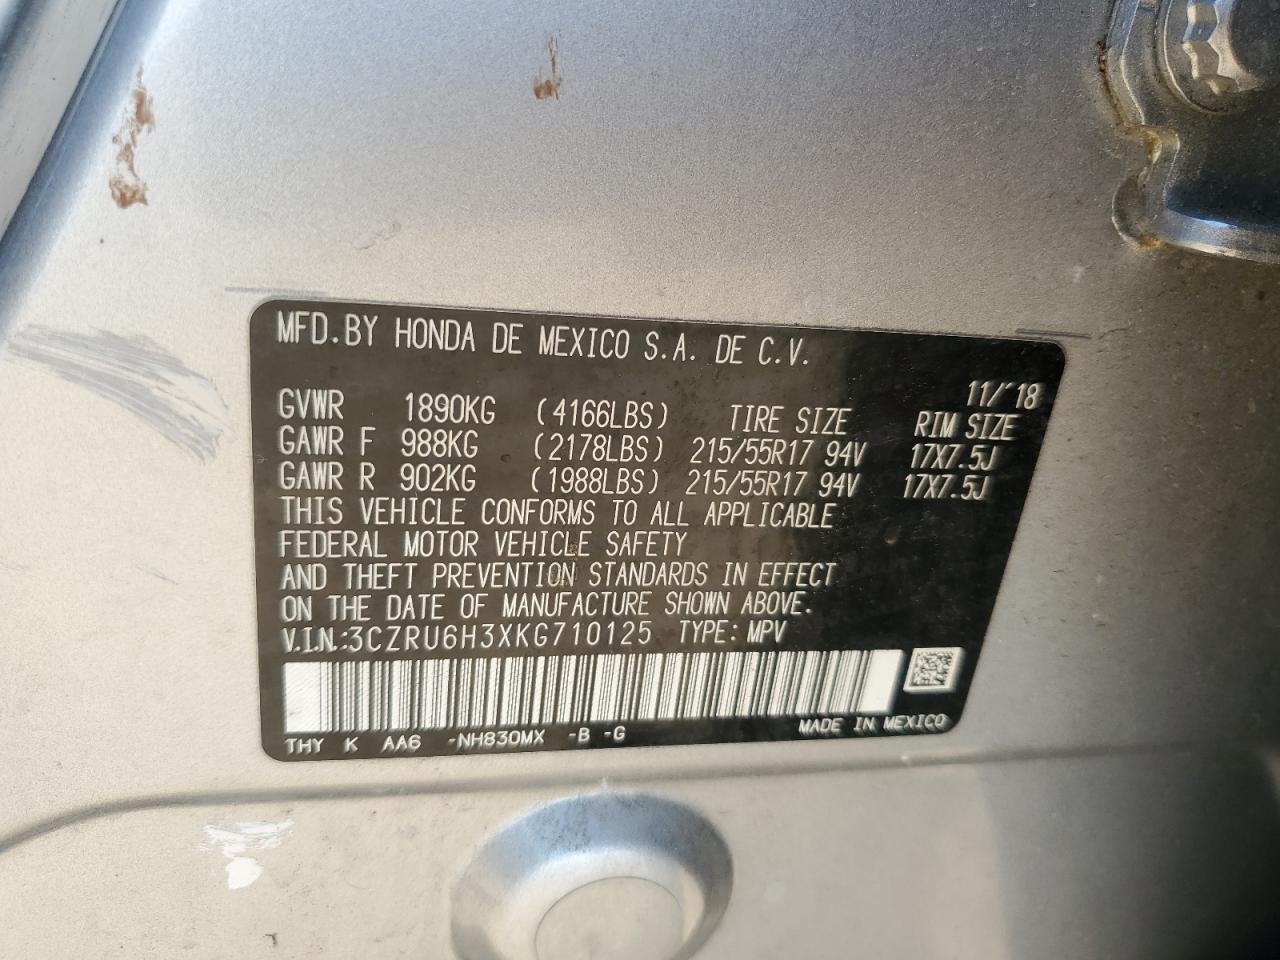 MFD. BY HONDA DE MEXICO S.A. DE C.V.
11/'18
GVWR 1890KG (4166LBS) TIRE SIZE RIM SIZE
GAWR F 988KG (2178LBS) 215/55R17 94V 17X7.5J
GAWR R 902KG (1988LBS) 215/55R17 94V 17X7.5J
THIS VEHICLE CONFORMS TO ALL APPLICABLE
FEDERAL MOTOR VEHICLE SAFETY
AND THEFT PREVENTION STANDARDS IN EFFECT
ON THE DATE OF MANUFACTURE SHOWN ABOVE.
V.I.N.:3CZRU6H3XKG710125 TYPE: MPV
MADE IN MEXICO
THY K AA6 -NH830MX -B -G